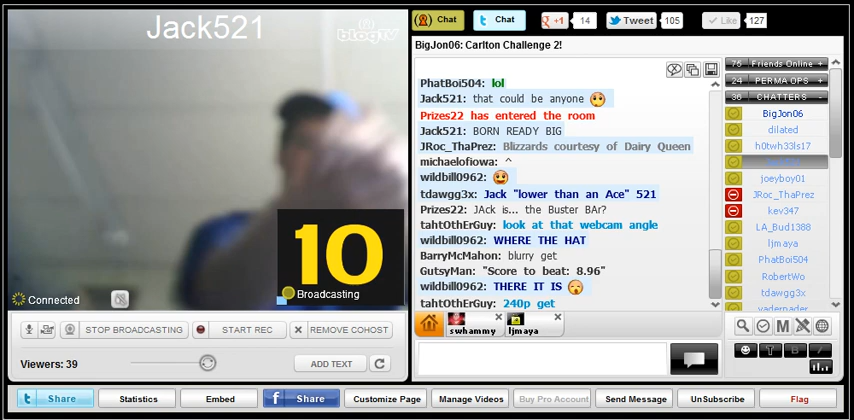 Jack521
blogTV
10
Connected
Broadcasting
STOP BROADCASTING
START REC
REMOVE COHOST
Viewers: 39
ADD TEXT
Chat
Chat
+1
14
Tweet
105
Like
127
BigJon06: Carlton Challenge 2!
PhatBoi504: lol
Jack521: that could be anyone
Prizes22 has entered the room
Jack521: BORN READY BIG
JRoc_ThaPrez: Blizzards courtesy of Dairy Queen
michaelofiowa: ^
wildbill0962:
tdawgg3x: Jack "lower than an Ace" 521
Prizes22: JAck is... the Buster BAr?
tahtOthErGuy: look at that webcam angle
wildbill0962: WHERE THE HAT
BarryMcMahon: blurry get
GutsyMan: "Score to beat: 8.96"
wildbill0962: THERE IT IS
tahtOthErGuy: 240p get
swhammy
ljmaya
75 Friends Online +
24 PERMA OPS +
36 CHATTERS -
BigJon06
dilated
h0twh33ls17
joeyboy01
JRoc_ThaPrez
kev347
LA_Bud1388
ljmaya
PhatBoi504
RobertWo
tdawgg3x
vadernader
Share
Statistics
Embed
Share
Customize Page
Manage Videos
Buy Pro Account
Send Message
UnSubscribe
Flag